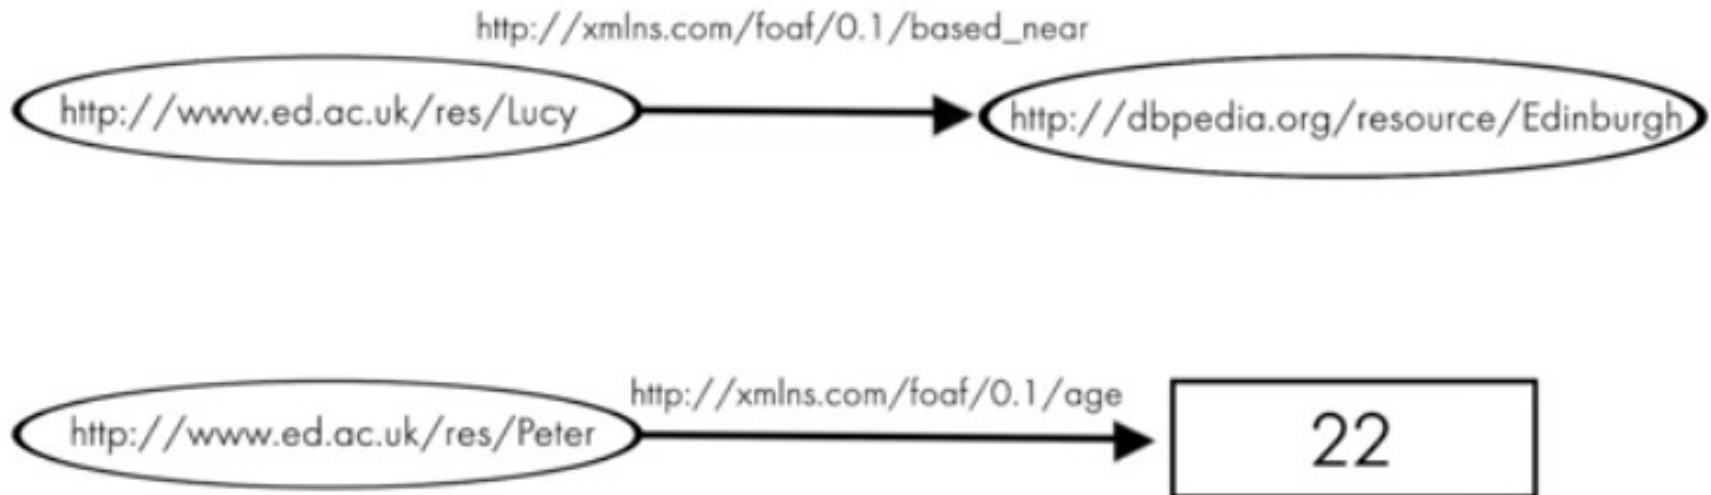 http://xmlns.com/foaf/0.1/based_near
http://www.ed.ac.uk/res/Lucy
http://dbpedia.org/resource/Edinburgh
http://xmlns.com/foaf/0.1/age
http://www.ed.ac.uk/res/Peter
22